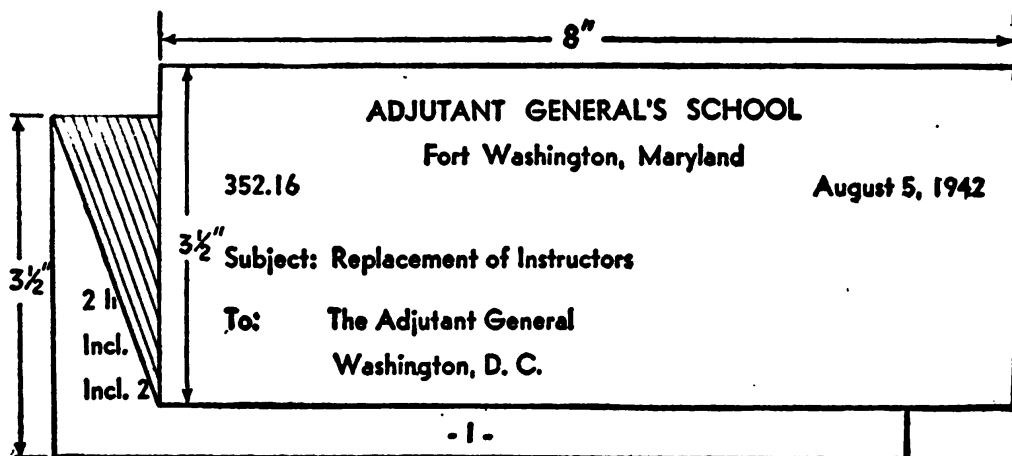 8"
ADJUTANT GENERAL'S SCHOOL
Fort Washington, Maryland
352.16 August 5, 1942
3½"
Subject: Replacement of Instructors
3½"
To: The Adjutant General
Washington, D. C.
2 I
Incl.
Incl. 2
- 1 -